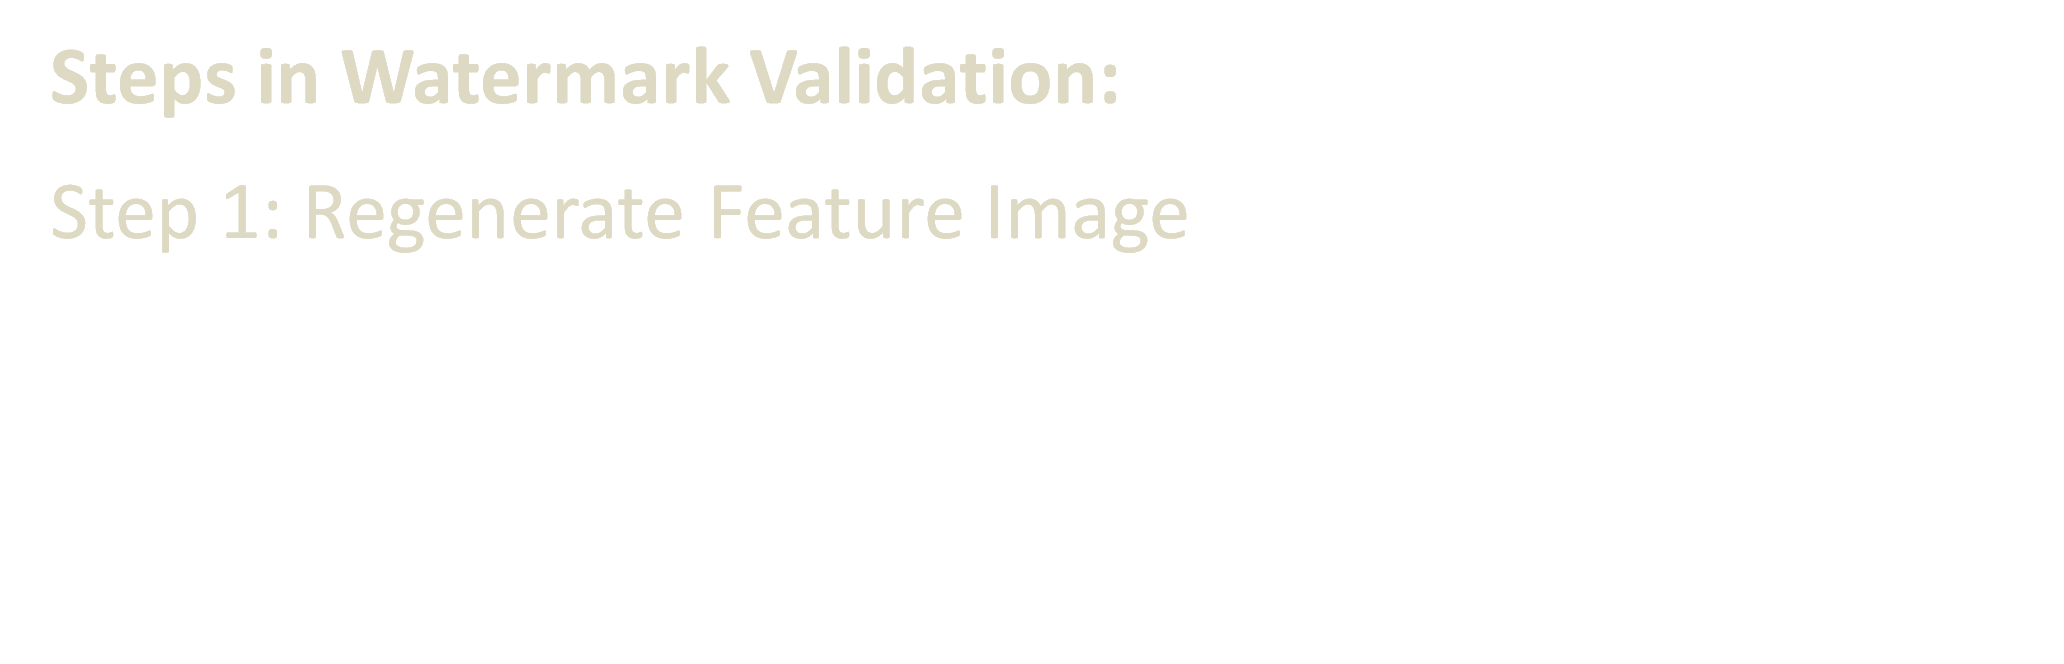 Steps in Watermark Validation:
Step 1: Regenerate Feature Image